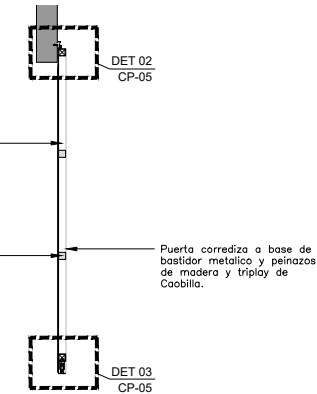 DET 02
CP-05
Puerta corrediza a base de
bastidor metalico y peinazos
de madera y triplay de
Caobilla.
DET 03
CP-05